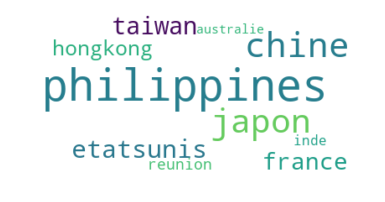 taiwan australie
hongkong chine
philippines
japon
etatsunis inde
reunion france